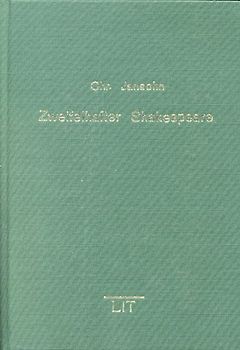 Chr. Jansohn
Zweifelhafter Shakespeare
LIT